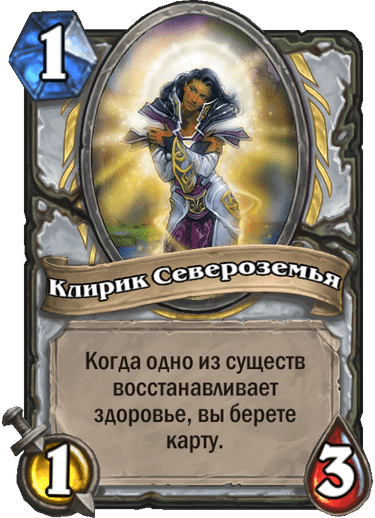 1
Клирик Североземья
Когда одно из существ
восстанавливает
здоровье, вы берете
карту.
1
3